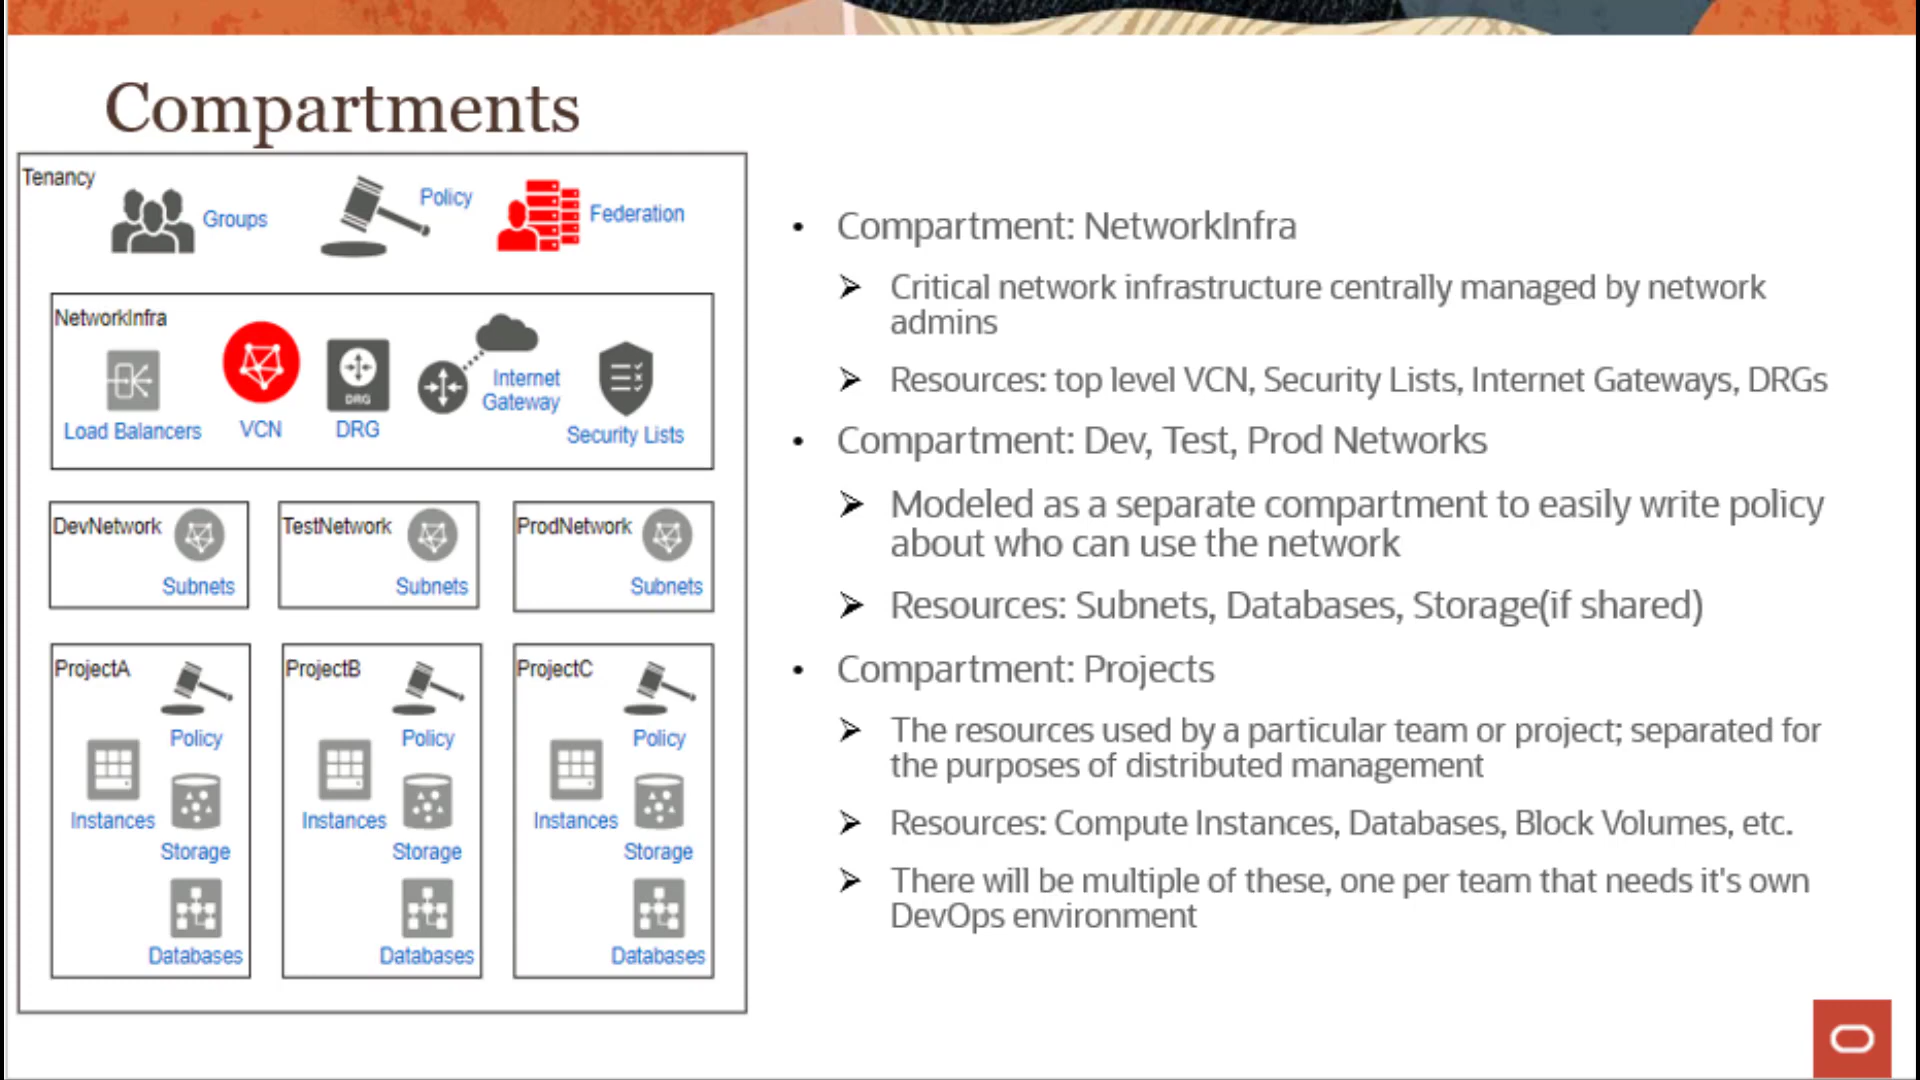 Compartments
Tenancy
Groups
Policy
Federation
NetworkInfra
Load Balancers
VCN
DRG
DRG
Internet
Gateway
Security Lists
DevNetwork
Subnets
TestNetwork
Subnets
ProdNetwork
Subnets
ProjectA
Policy
Instances
Storage
Databases
ProjectB
Policy
Instances
Storage
Databases
ProjectC
Policy
Instances
Storage
Databases
• Compartment: NetworkInfra
➢ Critical network infrastructure centrally managed by network
admins
➢ Resources: top level VCN, Security Lists, Internet Gateways, DRGs
• Compartment: Dev, Test, Prod Networks
➢ Modeled as a separate compartment to easily write policy
about who can use the network
➢ Resources: Subnets, Databases, Storage(if shared)
• Compartment: Projects
➢ The resources used by a particular team or project; separated for
the purposes of distributed management
➢ Resources: Compute Instances, Databases, Block Volumes, etc.
➢ There will be multiple of these, one per team that needs it's own
DevOps environment